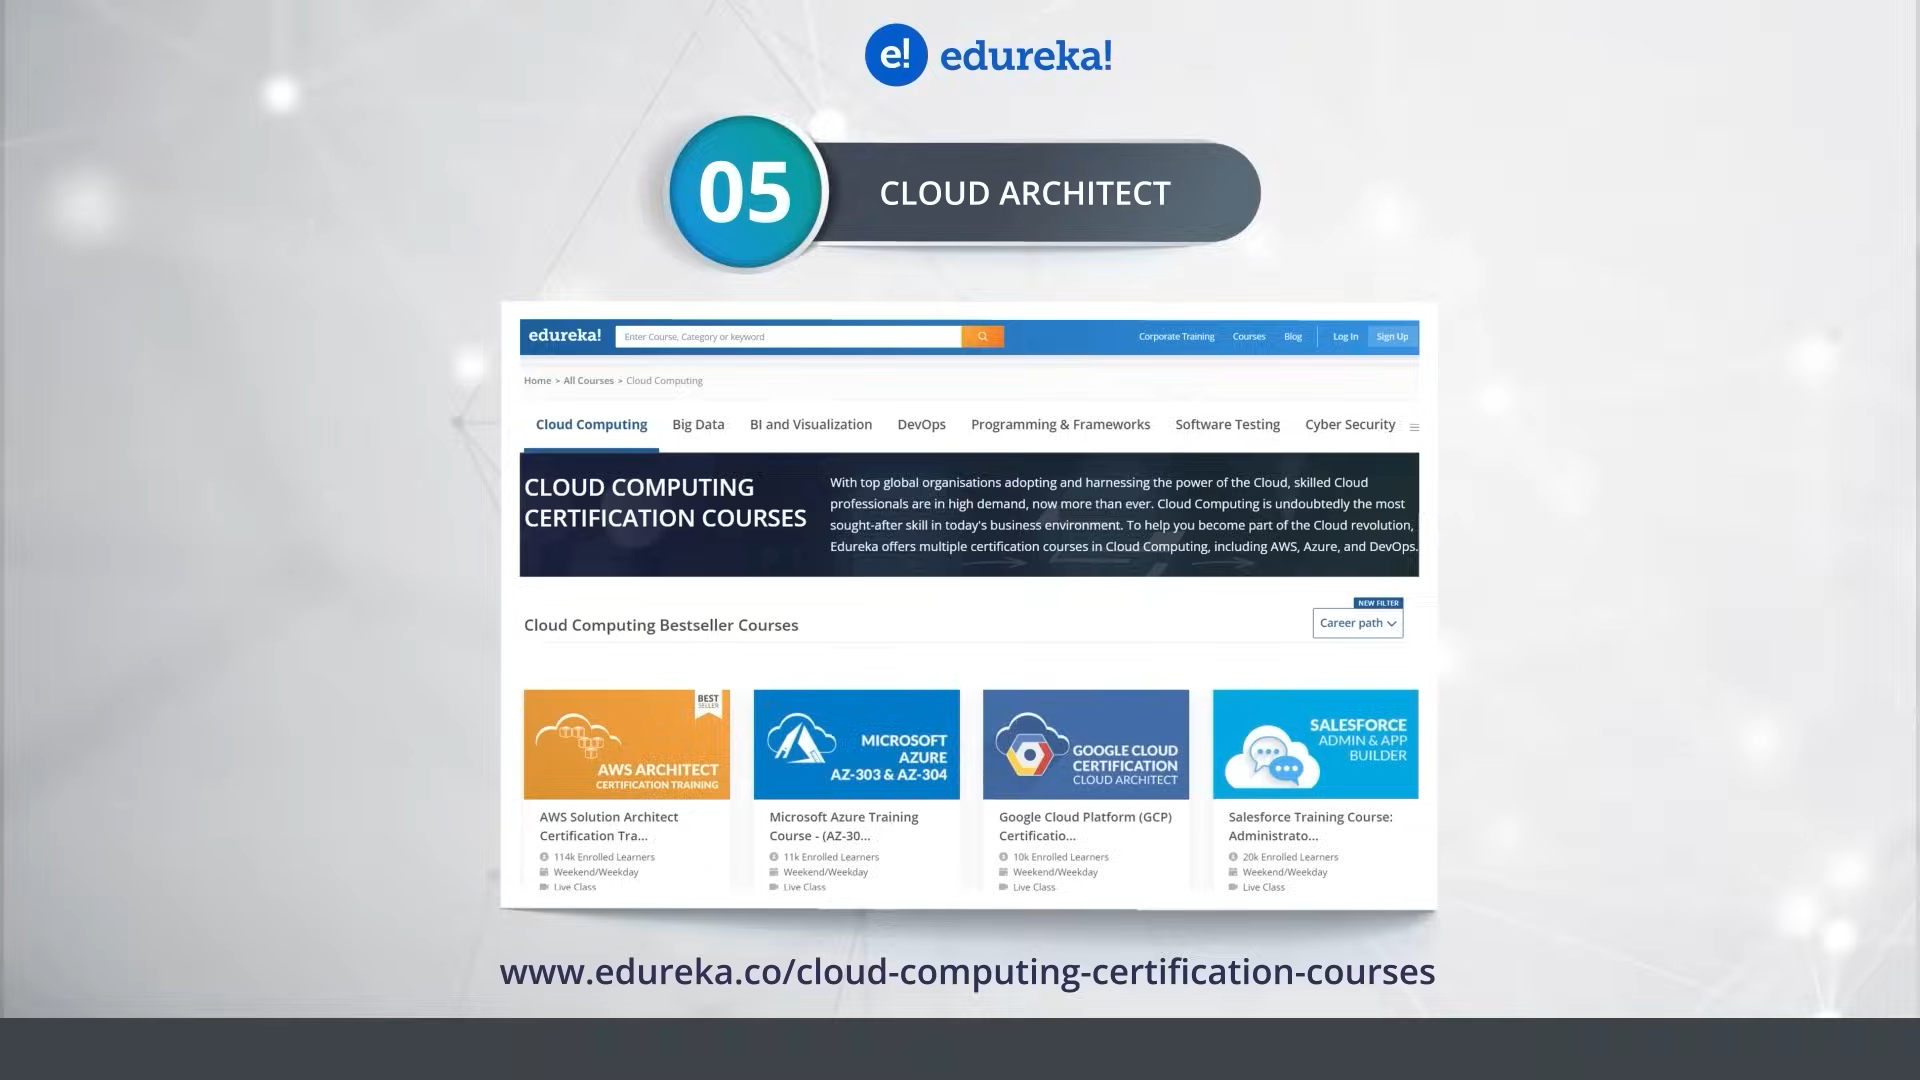 e! edureka!
05 CLOUD ARCHITECT
edureka! Enter Course, Category or keyword Corporate Training Courses Blog Log In Sign Up
Home > All Courses > Cloud Computing
Cloud Computing Big Data BI and Visualization DevOps Programming & Frameworks Software Testing Cyber Security
CLOUD COMPUTING
CERTIFICATION COURSES
With top global organisations adopting and harnessing the power of the Cloud, skilled Cloud
professionals are in high demand, now more than ever. Cloud Computing is undoubtedly the most
sought-after skill in today's business environment. To help you become part of the Cloud revolution,
Edureka offers multiple certification courses in Cloud Computing, including AWS, Azure, and DevOps.
Cloud Computing Bestseller Courses
NEW FILTER
Career path
BEST
SELLER
AWS ARCHITECT
CERTIFICATION TRAINING
AWS Solution Architect
Certification Tra...
114k Enrolled Learners
Weekend/Weekday
Live Class
MICROSOFT
AZURE
AZ-303 & AZ-304
Microsoft Azure Training
Course - (AZ-30...
11k Enrolled Learners
Weekend/Weekday
Live Class
GOOGLE CLOUD
CERTIFICATION
CLOUD ARCHITECT
Google Cloud Platform (GCP)
Certificatio...
10k Enrolled Learners
Weekend/Weekday
Live Class
SALESFORCE
ADMIN & APP
BUILDER
Salesforce Training Course:
Administrato...
20k Enrolled Learners
Weekend/Weekday
Live Class
www.edureka.co/cloud-computing-certification-courses